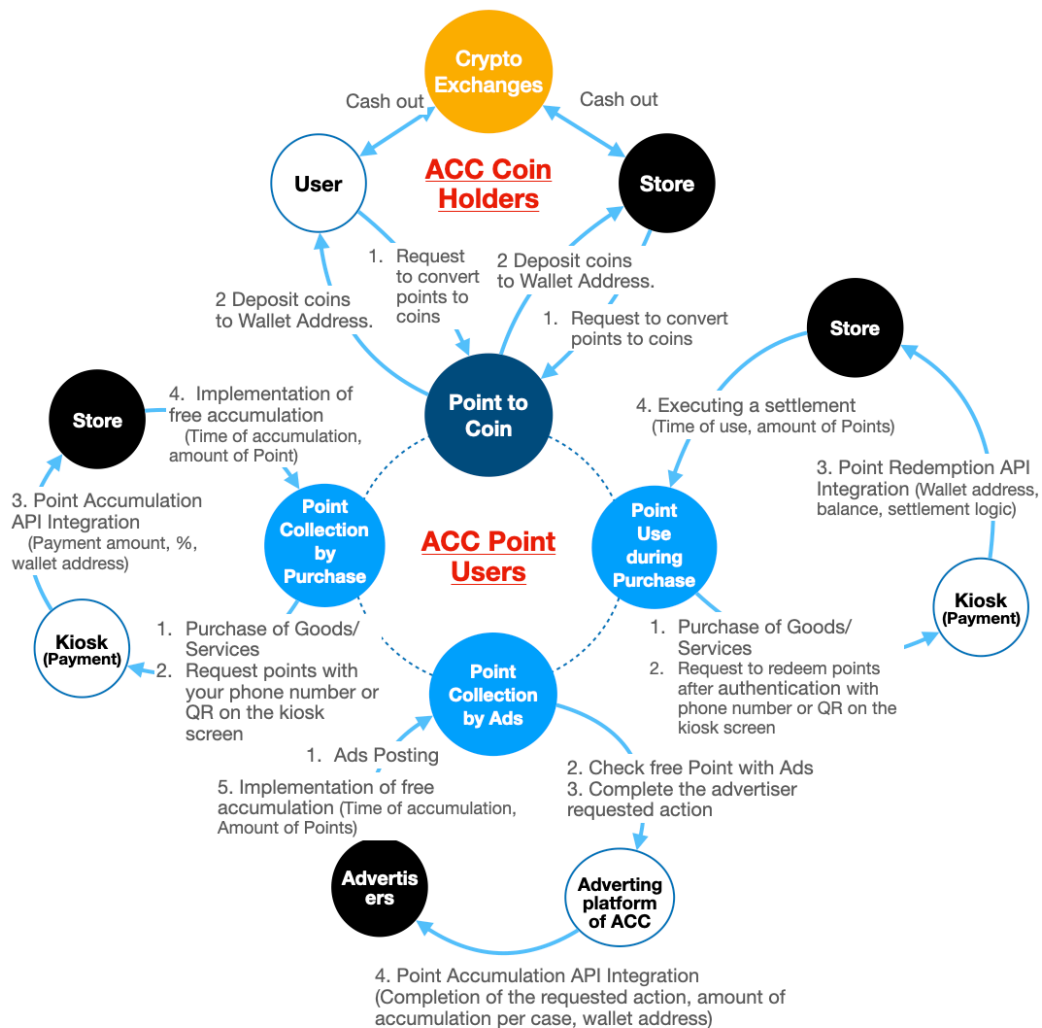 Crypto
Exchanges
Cash out
Cash out
User
ACC Coin
Holders
Store
1. Request
to convert
points to
coins
2 Deposit coins
to Wallet Address.
2 Deposit coins
to Wallet Address.
1. Request to convert
points to coins
Store
Point to
Coin
Store
4. Implementation of
free accumulation
(Time of accumulation,
amount of Point)
4. Executing a settlement
(Time of use, amount of Points)
3. Point Redemption API
Integration (Wallet address,
balance, settlement logic)
3. Point Accumulation
API Integration
(Payment amount, %,
wallet address)
Point
Collection
by
Purchase
ACC Point
Users
Point
Use
during
Purchase
Kiosk
(Payment)
Kiosk
(Payment)
1. Purchase of Goods/
Services
2. Request points with
your phone number or
QR on the kiosk
screen
Point
Collection
by Ads
1. Purchase of Goods/
Services
2. Request to redeem points
after authentication with
phone number or QR on the
kiosk screen
1. Ads Posting
5. Implementation of free
accumulation (Time of accumulation,
Amount of Points)
2. Check free Point with Ads
3. Complete the advertiser
requested action
Advertis
ers
Adverting
platform
of ACC
4. Point Accumulation API Integration
(Completion of the requested action, amount of
accumulation per case, wallet address)